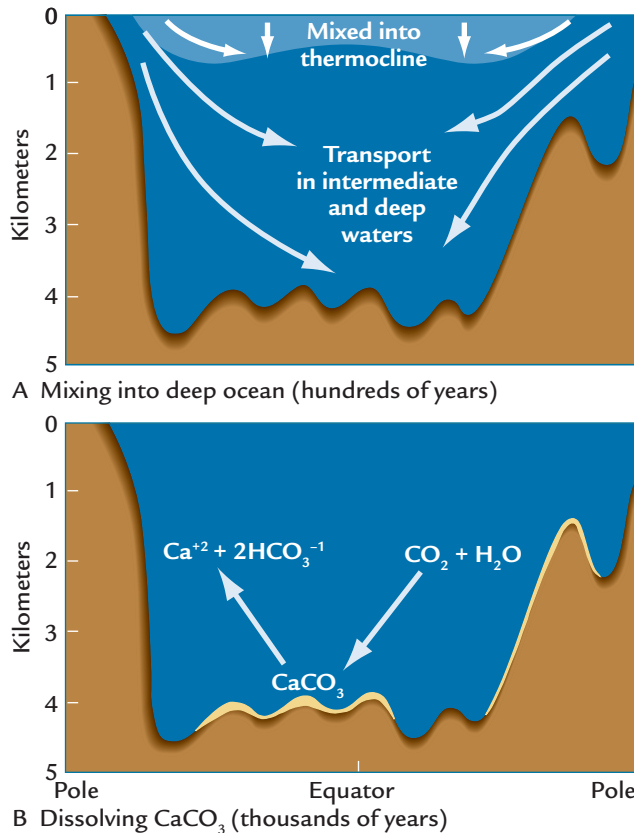 0
Mixed into
thermocline
1
2
Transport
in intermediate
and deep
waters
3
4
5
Kilometers
A Mixing into deep ocean (hundreds of years)
0
1
Ca⁺² + 2HCO₃⁻¹
CO₂ + H₂O
2
3
CaCO₃
4
5
Kilometers
Pole Equator Pole
B Dissolving CaCO₃ (thousands of years)